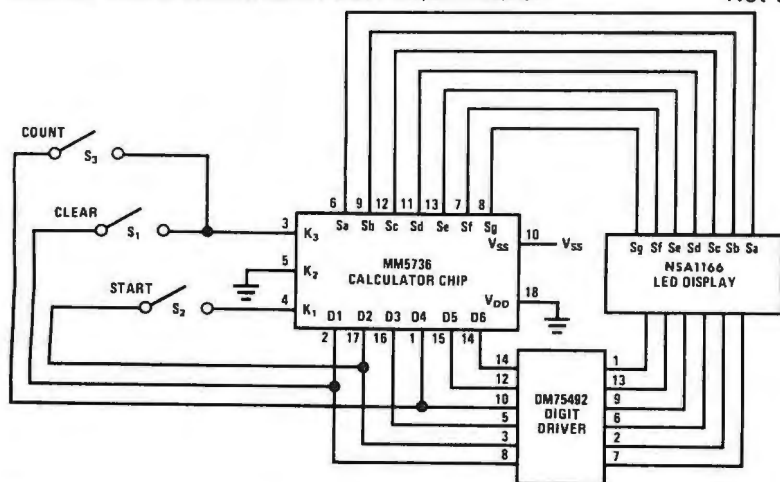 COUNT
S3
CLEAR
S1
START
S2
6 9 12 11 13 7 8
Sa Sb Sc Sd Se Sf Sg
3 K3
5 K2
4 K1
MM5736
CALCULATOR CHIP
VSS 10 VSS
VDD 18
D1 D2 D3 D4 D5 D6
2 17 16 1 15 14
Sg Sf Se Sd Sc Sb Sa
NSA1166
LED DISPLAY
14
12
10
5
3
8
DM75492
DIGIT
DRIVER
1
13
9
6
2
7